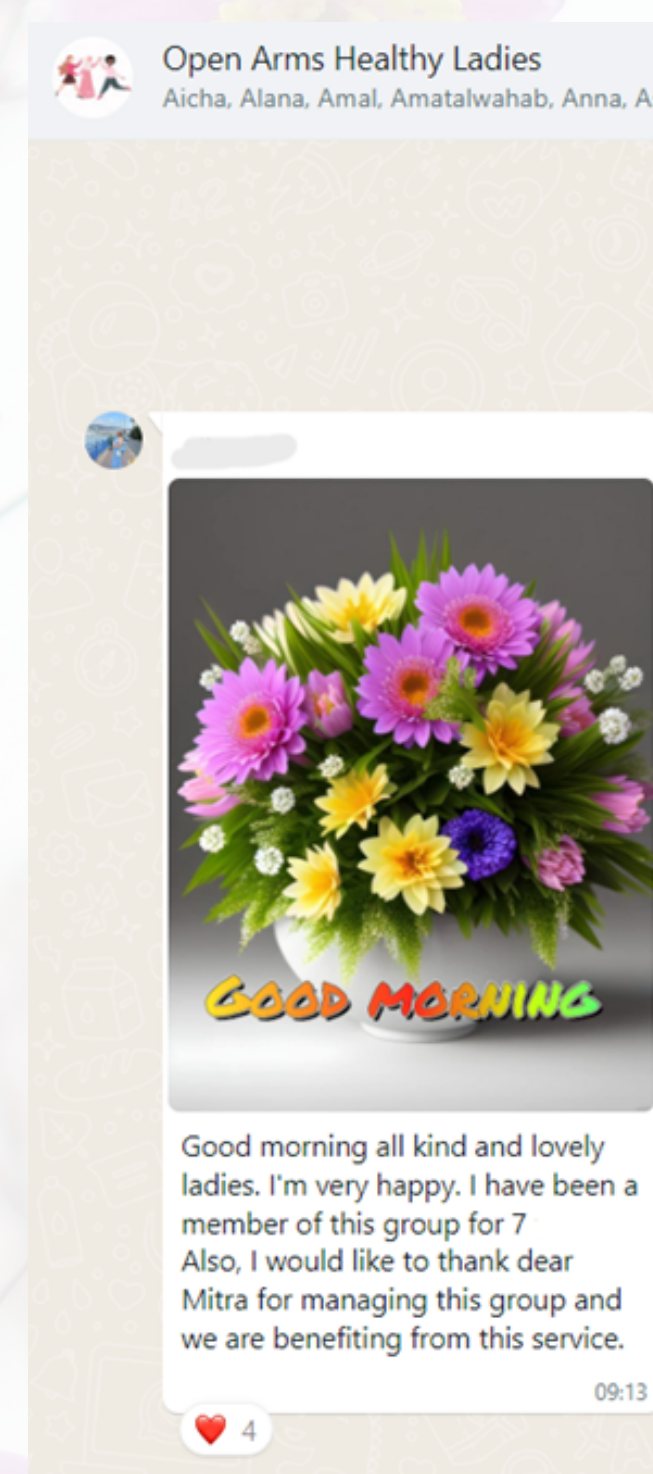 Open Arms Healthy Ladies
Aicha, Alana, Amal, Amatalwahab, Anna, A
GOOD MORNING
Good morning all kind and lovely
ladies. I'm very happy. I have been a
member of this group for 7
Also, I would like to thank dear
Mitra for managing this group and
we are benefiting from this service.
09:13
❤️ 4